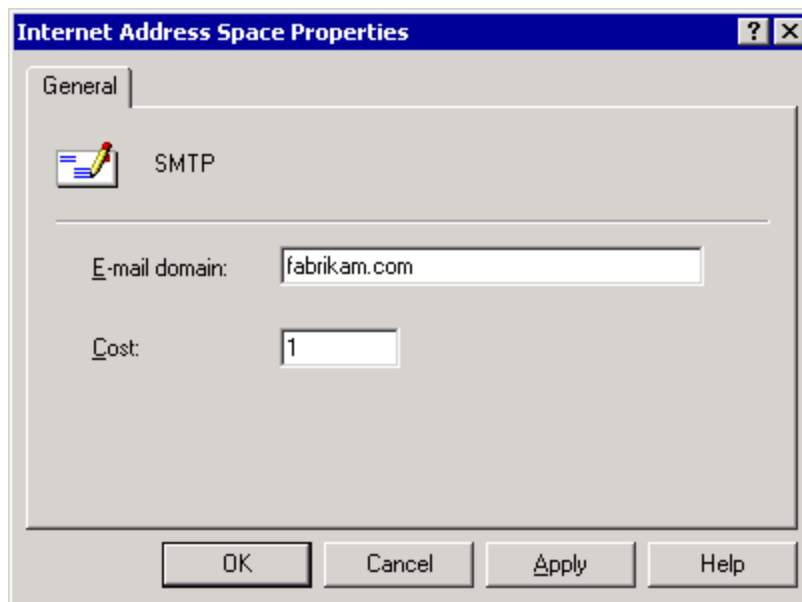 Internet Address Space Properties
General
SMTP
E-mail domain: fabrikam.com
Cost: 1
OK Cancel Apply Help